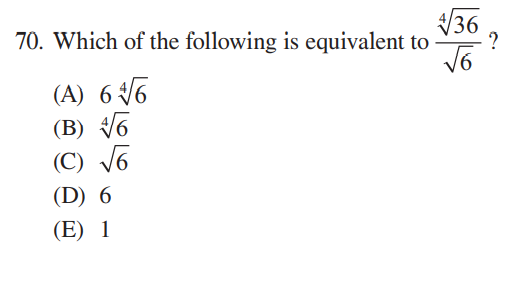 70. Which of the following is equivalent to ∜36/√6 ?
(A) 6∜6
(B) ∜6
(C) √6
(D) 6
(E) 1